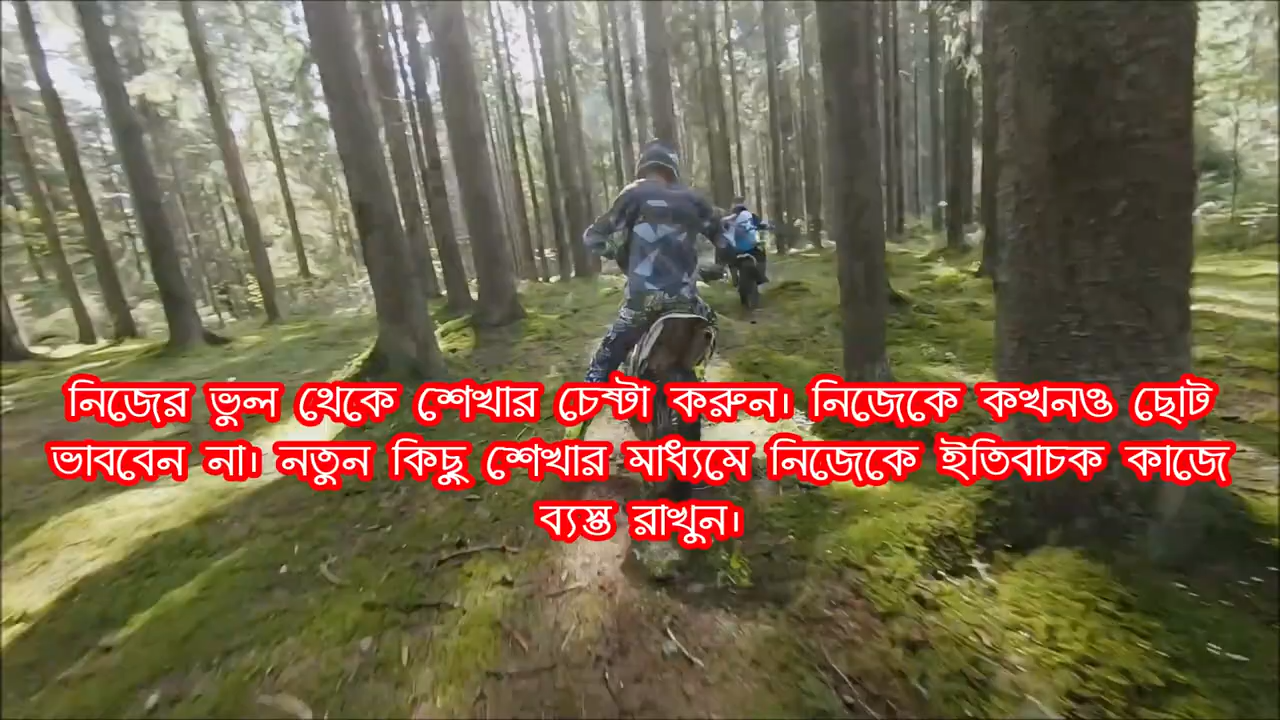 নিজের ভুল থেকে শেখার চেষ্টা করুন। নিজেকে কখনও ছোট
ভাববেন না। নতুন কিছু শেখার মাধ্যমে নিজেকে ইতিবাচক কাজে
ব্যস্ত রাখুন।